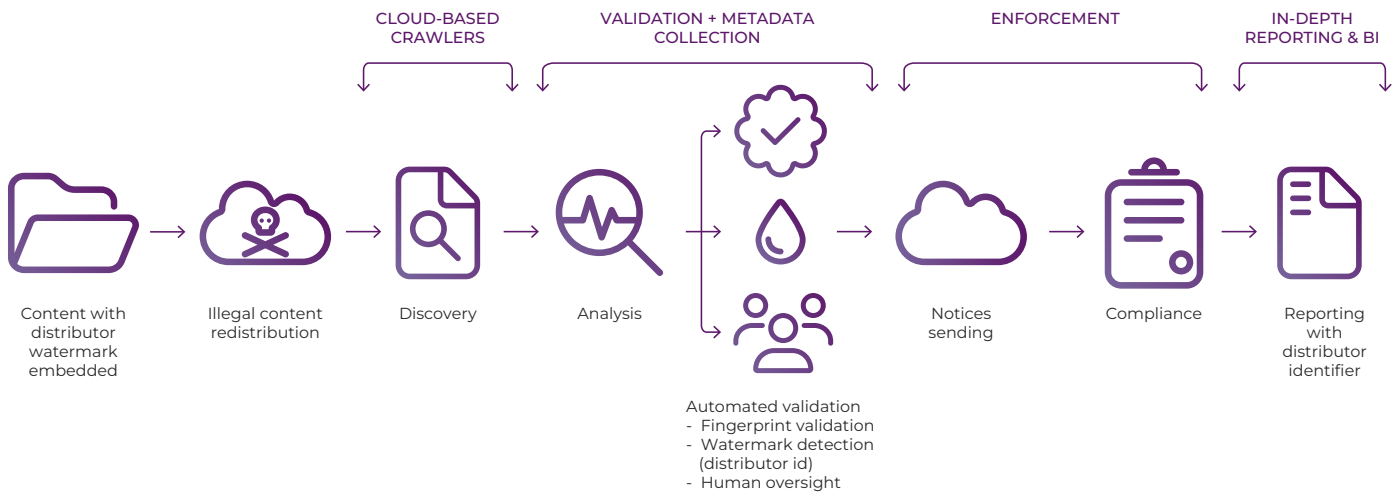 CLOUD-BASED
CRAWLERS
VALIDATION + METADATA
COLLECTION
ENFORCEMENT
IN-DEPTH
REPORTING & BI
Content with
distributor
watermark
embedded
Illegal content
redistribution
Discovery
Analysis
Automated validation
- Fingerprint validation
- Watermark detection
(distributor id)
- Human oversight
Notices
sending
Compliance
Reporting
with
distributor
identifier